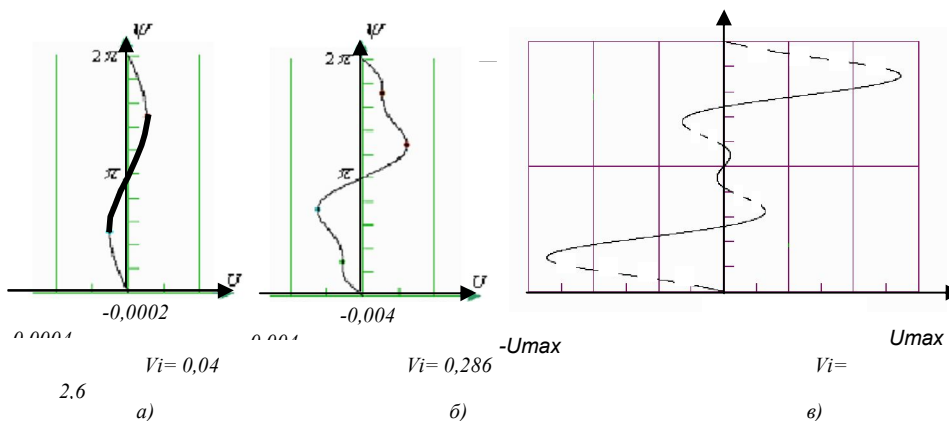 ψ ψ
2π 2π
π π
υ υ
-0,0002 -0,004
-Umax Umax
Vi= 0,04 Vi= 0,286 Vi=
2,6
а) б) в)